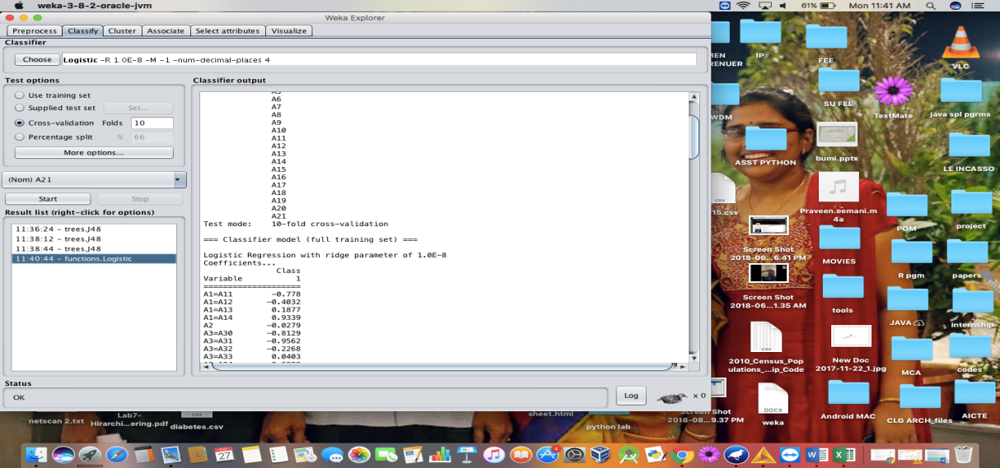 weka-3-8-2-oracle-jvm
61%
Mon 11:41 AM
Weka Explorer
Preprocess
Classify
Cluster
Associate
Select attributes
Visualize
Classifier
Choose
Logistic -R 1.0E-8 -M -1 -num-decimal-places 4
Test options
Use training set
Supplied test set
Set...
Cross-validation Folds 10
Percentage split % 66
More options...
(Nom) A21
Start
Stop
Result list (right-click for options)
11:36:24 - trees.J48
11:38:12 - trees.J48
11:38:44 - trees.J48
11:40:44 - functions.Logistic
Classifier output
A6
A7
A8
A9
A10
A11
A12
A13
A14
A15
A16
A17
A18
A19
A20
A21
Test mode: 10-fold cross-validation
=== Classifier model (full training set) ===
Logistic Regression with ridge parameter of 1.0E-8
Coefficients...
Class
Variable 1
====================
A1=A11 -0.778
A1=A12 -0.4032
A1=A13 0.1877
A1=A14 0.9339
A2 -0.0279
A3=A30 -0.8129
A3=A31 -0.9562
A3=A32 -0.2268
A3=A33 0.0403
Status
OK
Log
x 0
MEN
RENUER
IP
FEE
VLC
WDM
SU FEE
TextMate
java spl pgrms
ASST PYTHON
bumi.pptx
LE INCASSO
CSV
15.csv
Praveen.eemani.m
4a
POM
project
Screen Shot
2018-06...6.41 PM
MOVIES
R pgm
papers
Screen Shot
2018-06...1.35 AM
tools
JAVA
internship
CSV
2010_Census_Pop
ulations_...ip_Code
New Doc
2017-11-22_1.jpg
MCA
codes
Screen Shot
2018-08...9.37 PM
DOCX
weka
Android MAC
CLG ARCH_files
AICTE
netscan 2.txt
Lab7-
Hirarchi...ering.pdf
CSV
diabetes.csv
sheet.html
python lab
27